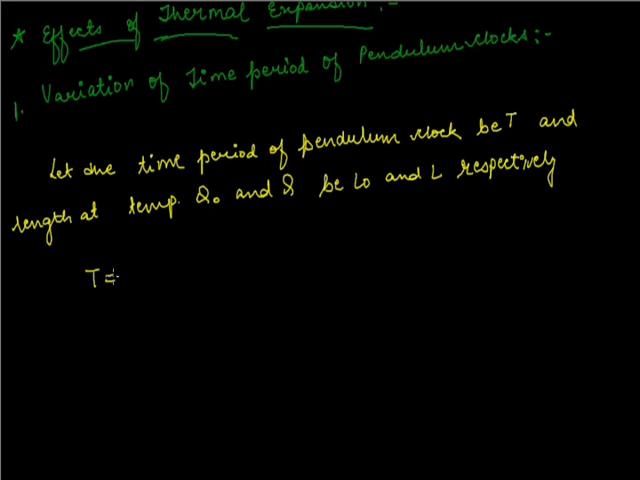 * Effects of Thermal Expansion :-
1. Variation of Time period of Pendulum clocks :-
Let the time period of pendulum clock be T and
length at temp. θ₀ and θ be L₀ and L respectively
T =